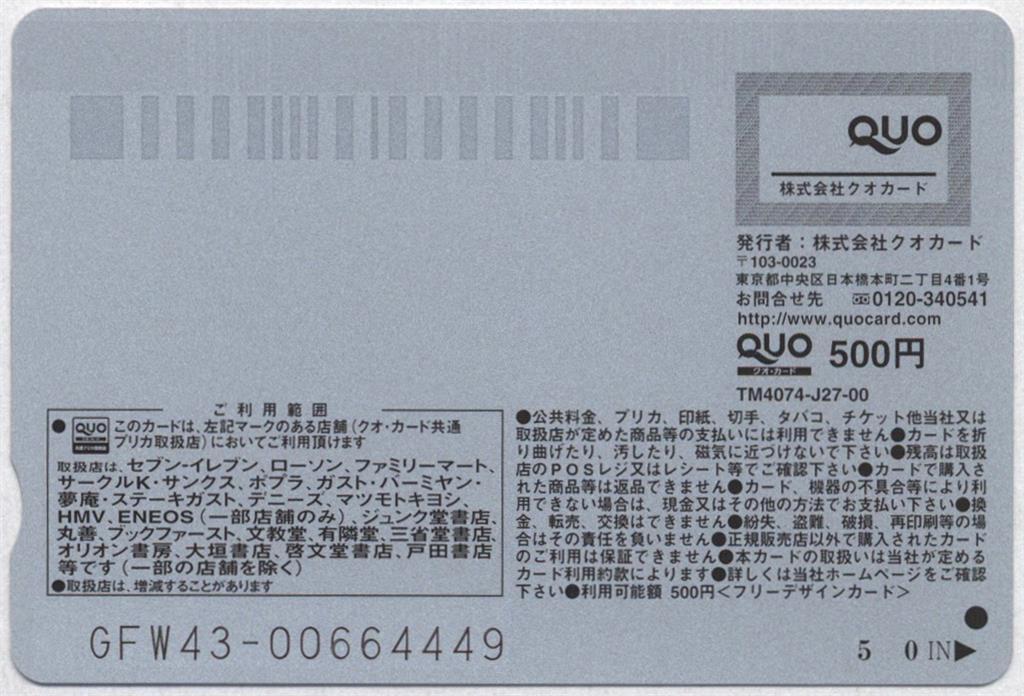 QUO
株式会社クオカード
発行者：株式会社クオカード
〒103-0023
東京都中央区日本橋本町二丁目4番1号
お問合せ先 0120-340541
http://www.quocard.com
QUO 500円
クオ・カード
TM4074-J27-00
ご利用範囲
●QUO このカードは、左記マークのある店舗（クオ・カード共通
プリカ取扱店）においてご利用頂けます
取扱店は、セブン-イレブン、ローソン、ファミリーマート、
サークルK・サンクス、ポプラ、ガスト・バーミヤン・
夢庵・ステーキガスト、デニーズ、マツモトキヨシ、
HMV、ENEOS（一部店舗のみ）、ジュンク堂書店、
丸善、ブックファースト、文教堂、有隣堂、三省堂書店、
オリオン書房、大垣書店、啓文堂書店、戸田書店
等です（一部の店舗を除く）
●取扱店は、増減することがあります
●公共料金、プリカ、印紙、切手、タバコ、チケット他当社又は
取扱店が定めた商品等の支払いには利用できません●カードを折
り曲げたり、汚したり、磁気に近づけないで下さい●残高は取扱
店のPOSレジ又はレシート等でご確認下さい●カードで購入さ
れた商品等は返品できません●カード、機器の不具合等により利
用できない場合は、現金又はその他の方法でお支払い下さい●換
金、転売、交換はできません●紛失、盗難、破損、再印刷等の場
合はその責任を負いません●正規販売店以外で購入されたカード
のご利用は保証できません●本カードの取扱いは当社が定める
カード利用約款によります●詳しくは当社ホームページをご確認
下さい●利用可能額 500円＜フリーデザインカード＞
GFW43-00664449
5 0 IN▶